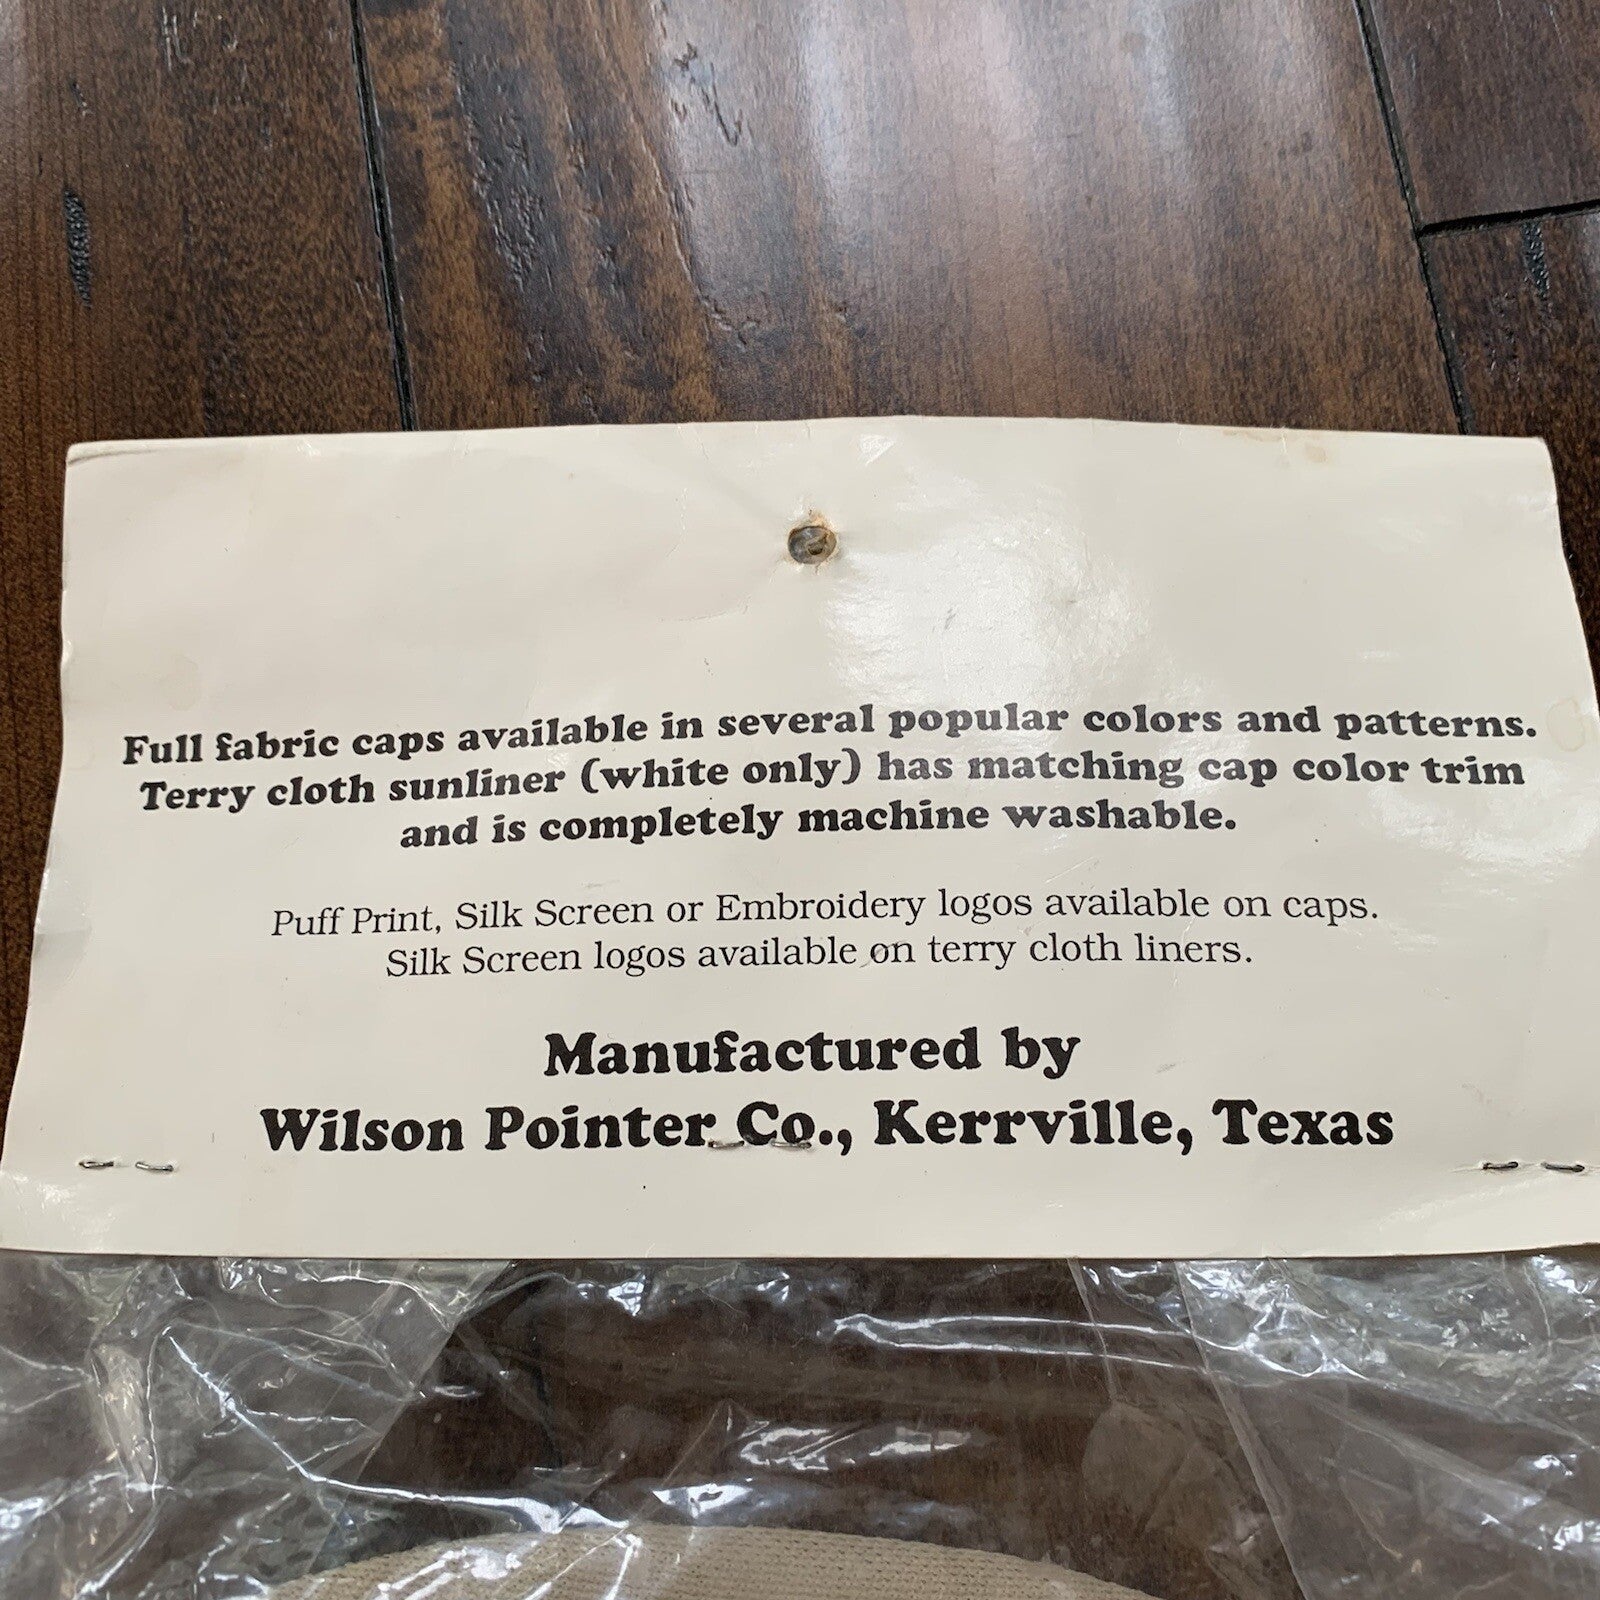 Full fabric caps available in several popular colors and patterns.
Terry cloth sunliner (white only) has matching cap color trim
and is completely machine washable.
Puff Print, Silk Screen or Embroidery logos available on caps.
Silk Screen logos available on terry cloth liners.
Manufactured by
Wilson Pointer Co., Kerrville, Texas